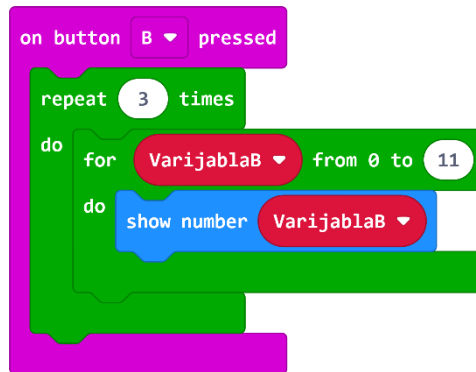 on button B pressed
repeat 3 times
do for VarijablaB from 0 to 11
do show number VarijablaB